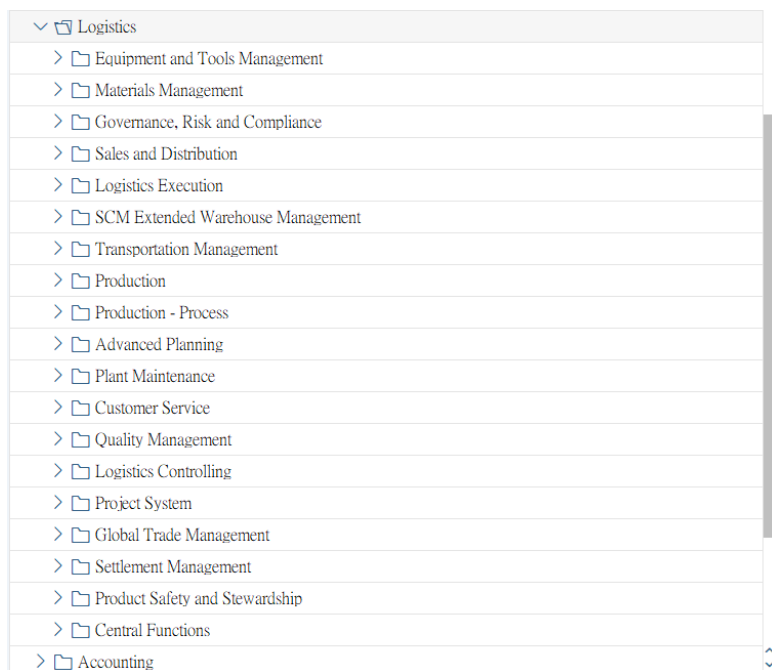 Logistics
Equipment and Tools Management
Materials Management
Governance, Risk and Compliance
Sales and Distribution
Logistics Execution
SCM Extended Warehouse Management
Transportation Management
Production
Production - Process
Advanced Planning
Plant Maintenance
Customer Service
Quality Management
Logistics Controlling
Project System
Global Trade Management
Settlement Management
Product Safety and Stewardship
Central Functions
Accounting